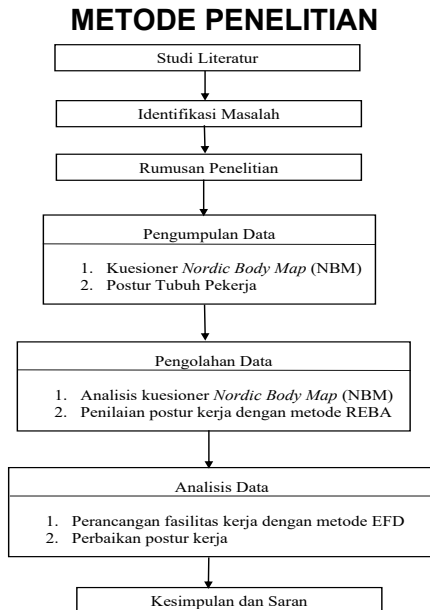 METODE PENELITIAN
Studi Literatur
Identifikasi Masalah
Rumusan Penelitian
Pengumpulan Data
1. Kuesioner Nordic Body Map (NBM)
2. Postur Tubuh Pekerja
Pengolahan Data
1. Analisis kuesioner Nordic Body Map (NBM)
2. Penilaian postur kerja dengan metode REBA
Analisis Data
1. Perancangan fasilitas kerja dengan metode EFD
2. Perbaikan postur kerja
Kesimpulan dan Saran